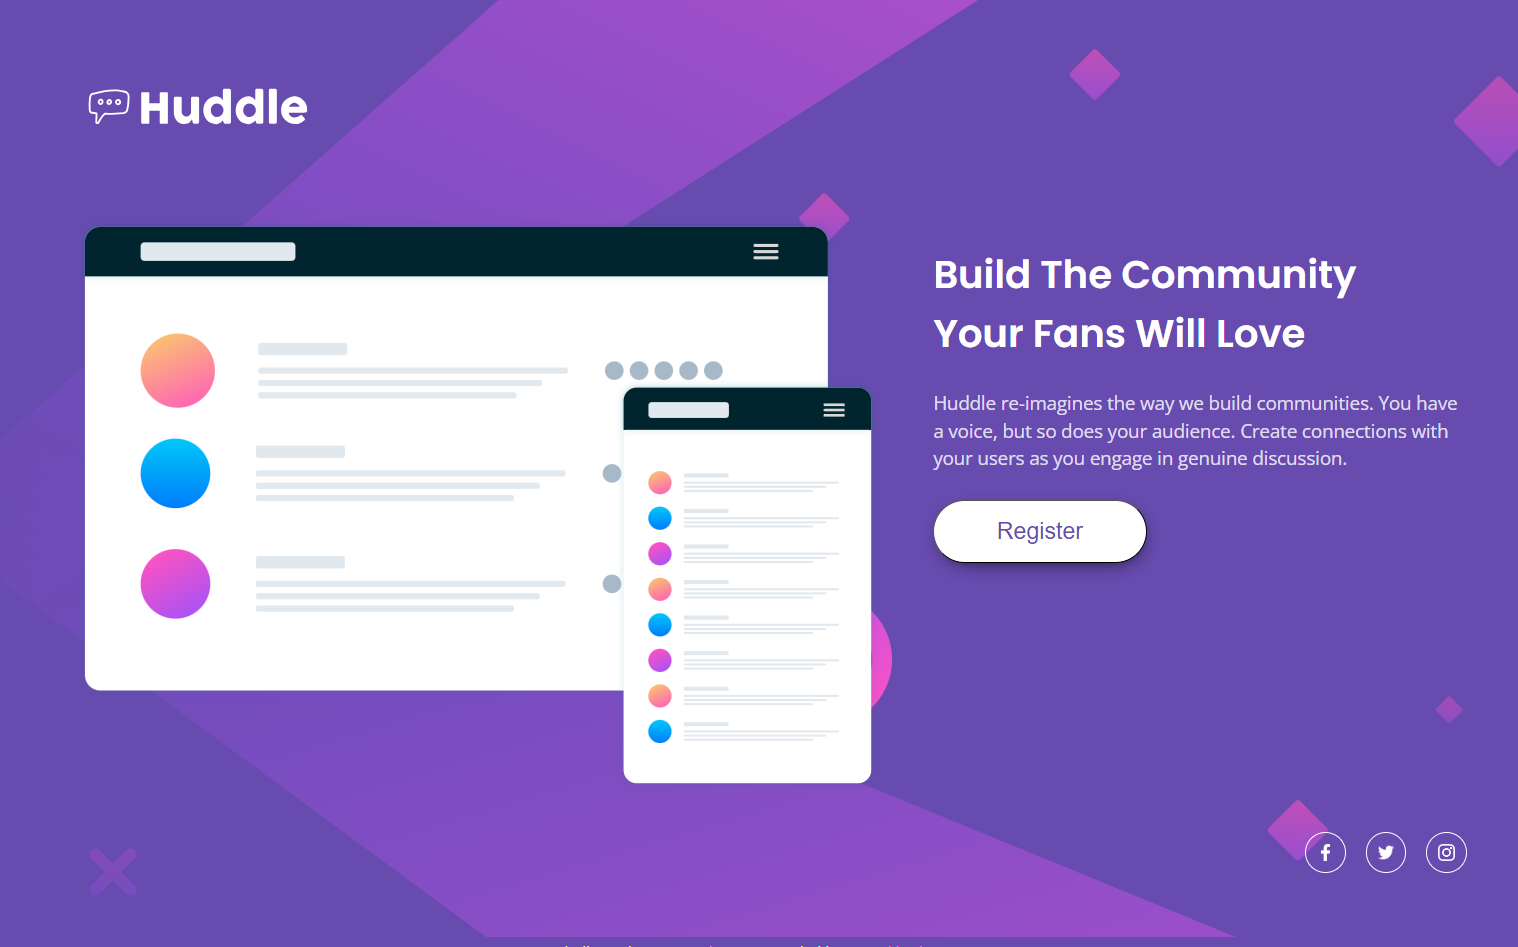 Huddle
Build The Community
Your Fans Will Love
Huddle re-imagines the way we build communities. You have
a voice, but so does your audience. Create connections with
your users as you engage in genuine discussion.
Register